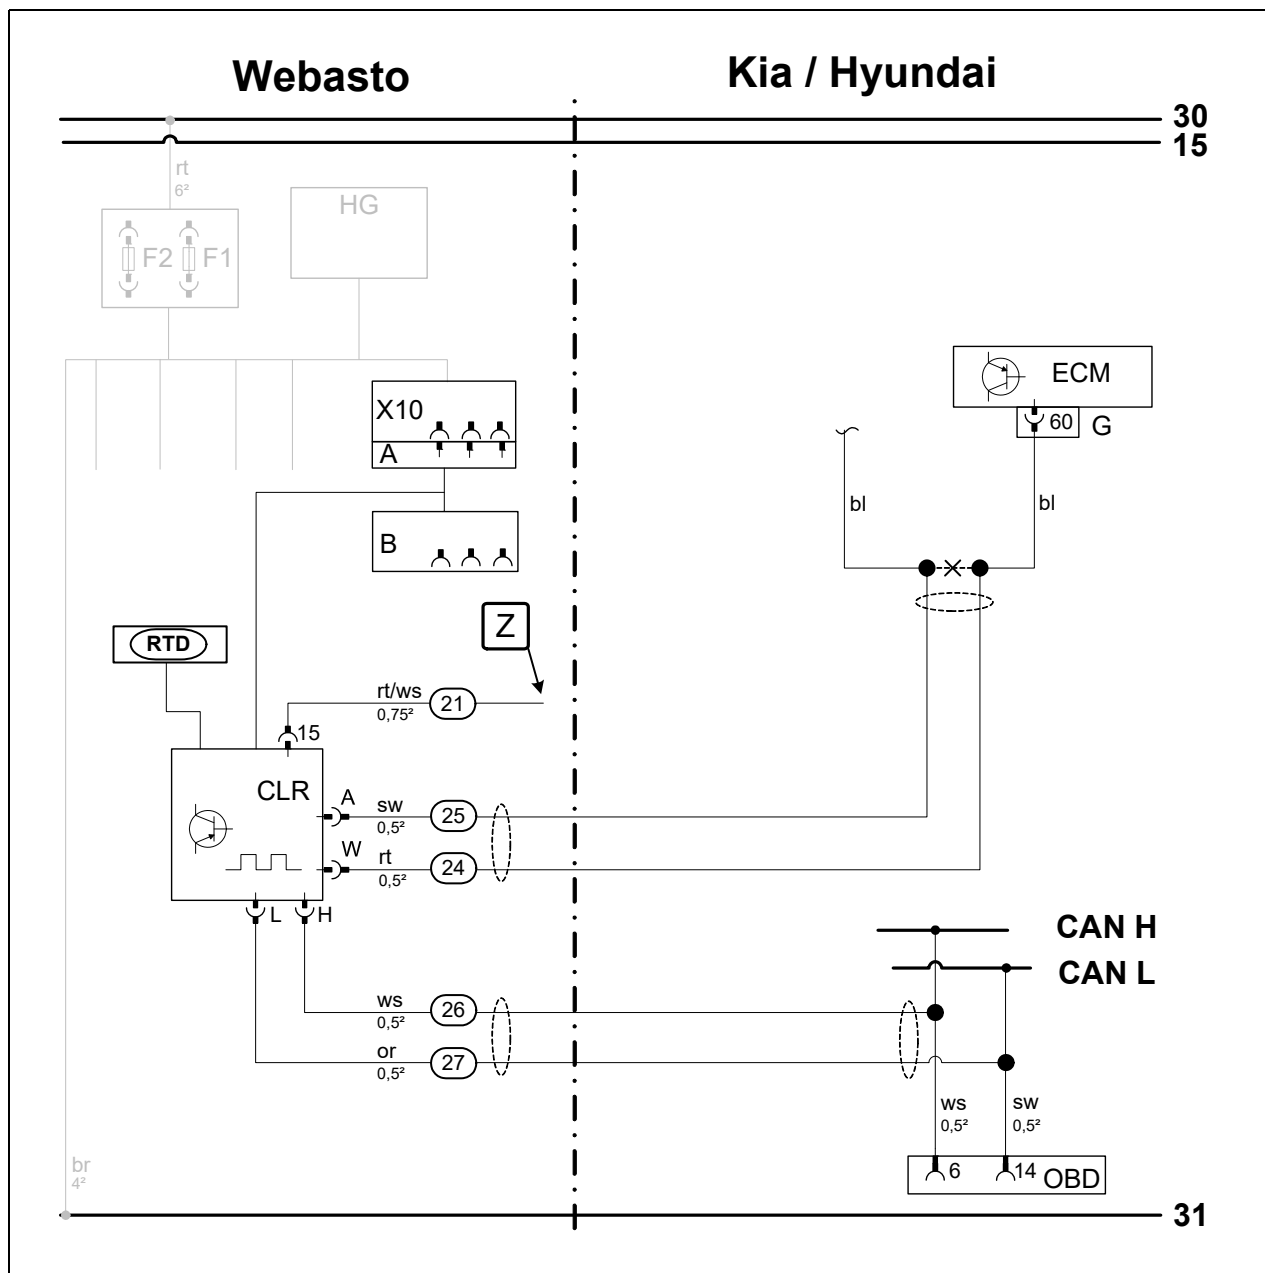 Webasto
Kia / Hyundai
30
15
rt
6²
F2
F1
HG
X10
A
B
ECM
60
G
bl
bl
Z
RTD
rt/ws
0,75²
21
15
CLR
A
sw
0,5²
25
W
rt
0,5²
24
L
H
CAN H
CAN L
ws
0,5²
26
or
0,5²
27
ws
0,5²
sw
0,5²
6
14
OBD
br
4²
31